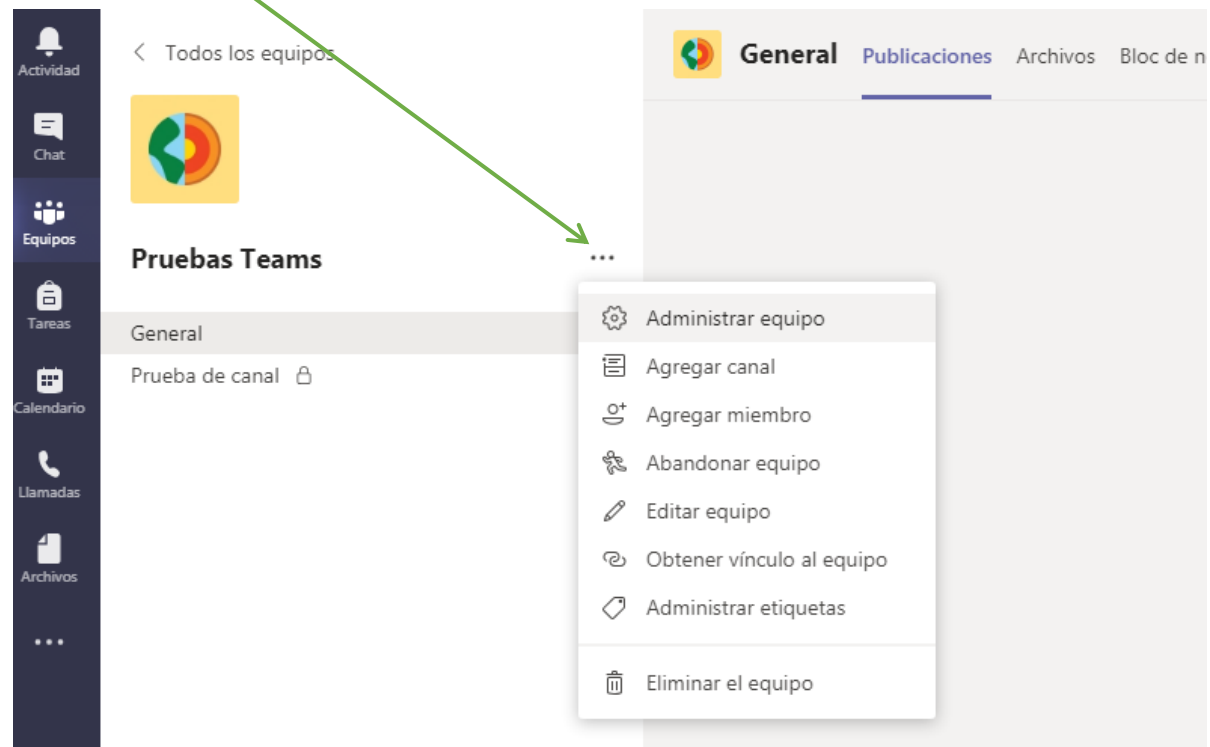 Actividad
Chat
Equipos
Tareas
Calendario
Llamadas
Archivos
Todos los equipos
Pruebas Teams
General
Prueba de canal
General Publicaciones Archivos Bloc de n
Administrar equipo
Agregar canal
Agregar miembro
Abandonar equipo
Editar equipo
Obtener vínculo al equipo
Administrar etiquetas
Eliminar el equipo